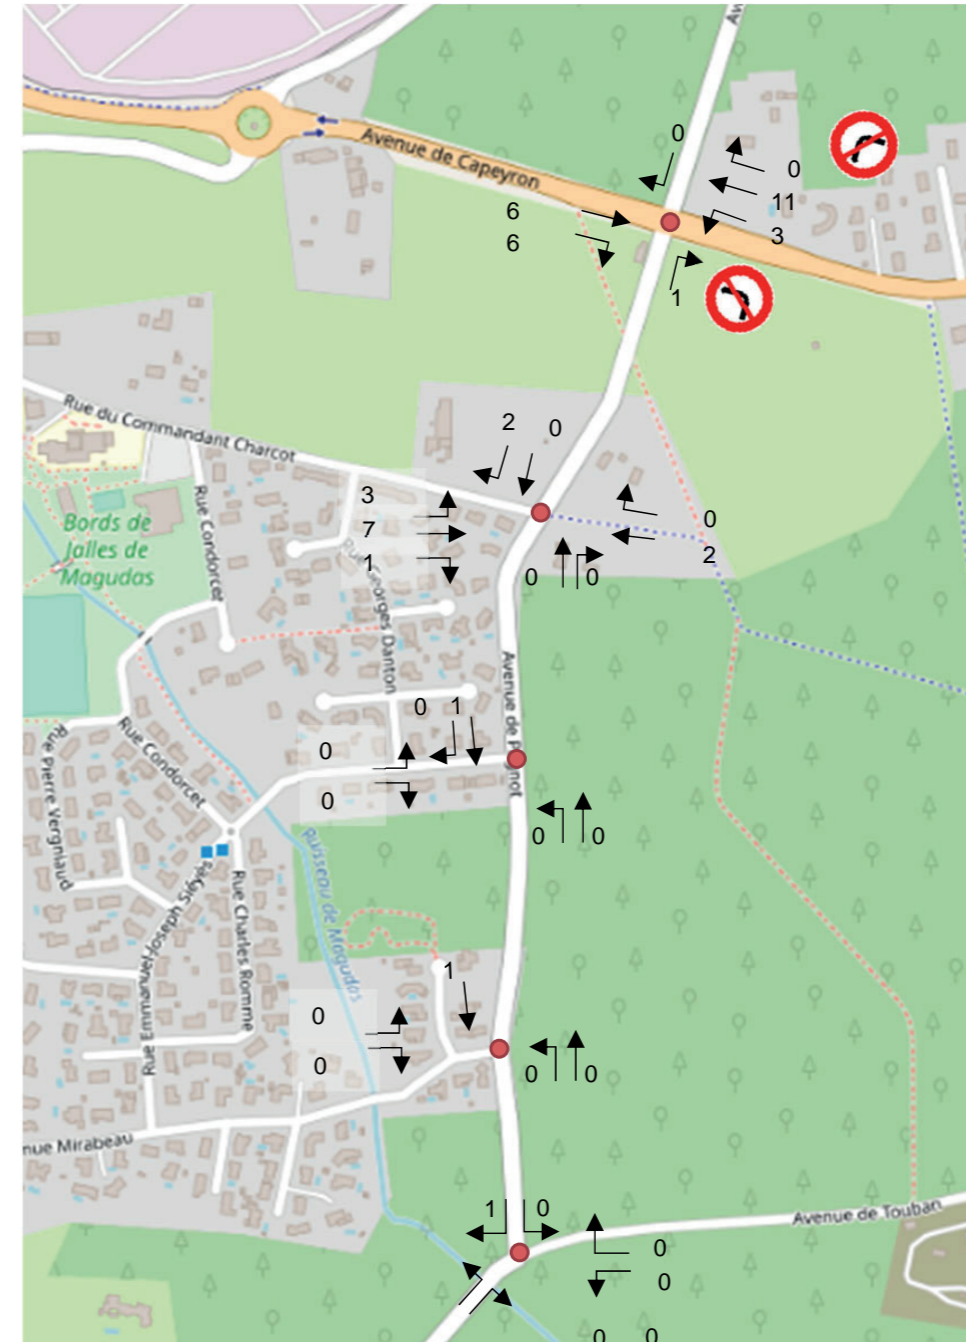 Av
Avenue de Capeyron
0
0
11
3
6
6
1
Rue du Commandant Charcot
2 0
3
7
1
0
2
0 0
Bords de
Jalles de
Magudas
Rue Condorcet
Georges Danton
Avenue de
0 1
0
0
0 0
Rue Condorcet
Rue Pierre Vergniaud
Rue Emmanuel-Joseph Siéyès
Rue Charles Romme
Ruisseau de Magudas
1
0
0
0 0
nue Mirabeau
1 0
Avenue de Touban
0
0
0 0